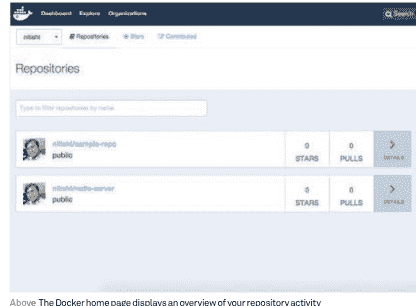 Dashboard Explore Organizations
Search
Repositories Stars Contributed
Repositories
Type to filter repositories by name
/sample-repo
public
0
STARS
0
PULLS
DETAILS
public
0
STARS
0
PULLS
DETAILS
Above The Docker home page displays an overview of your repository activity